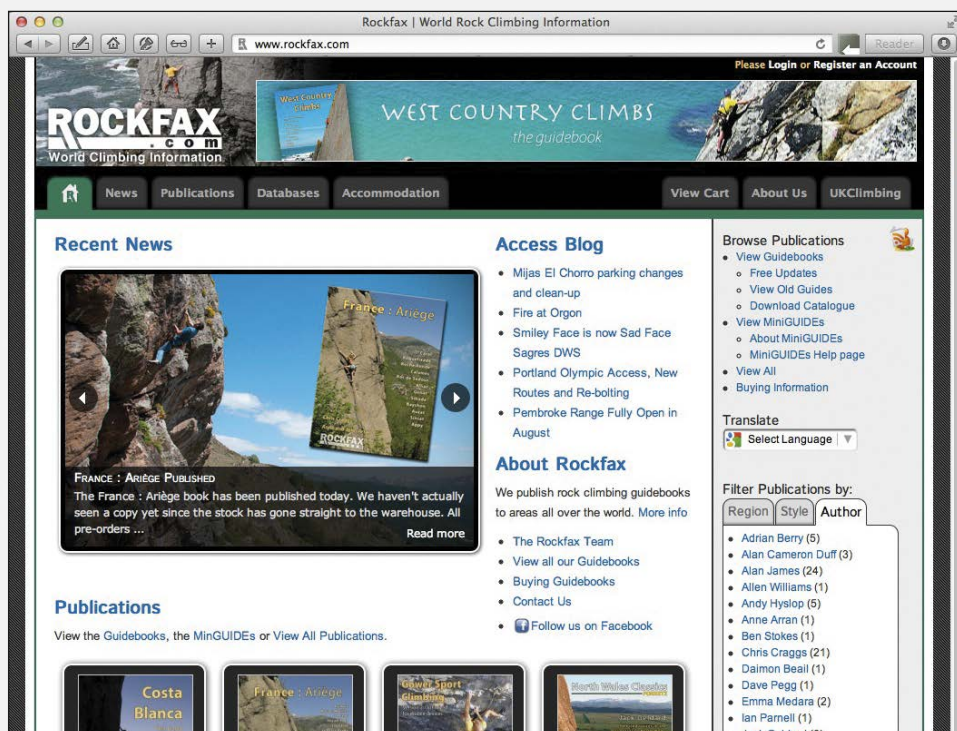 Rockfax | World Rock Climbing Information
www.rockfax.com
Reader
Please Login or Register an Account
ROCKFAX
.com
World Climbing Information
West Country
Climbs
WEST COUNTRY CLIMBS
the guidebook
News
Publications
Databases
Accommodation
View Cart
About Us
UKClimbing
Recent News
France : Ariège
ROCKFAX
FRANCE : ARIÈGE PUBLISHED
The France : Ariège book has been published today. We haven't actually
seen a copy yet since the stock has gone straight to the warehouse. All
pre-orders ...
Read more
Publications
View the Guidebooks, the MinGUIDEs or View All Publications.
Costa
Blanca
France : Ariège
Gower Sport
Climbing
North Wales Classics
Access Blog
Mijas El Chorro parking changes
and clean-up
Fire at Orgon
Smiley Face is now Sad Face
Sagres DWS
Portland Olympic Access, New
Routes and Re-bolting
Pembroke Range Fully Open in
August
About Rockfax
We publish rock climbing guidebooks
to areas all over the world. More info
The Rockfax Team
View all our Guidebooks
Buying Guidebooks
Contact Us
Follow us on Facebook
Browse Publications
View Guidebooks
Free Updates
View Old Guides
Download Catalogue
View MiniGUIDEs
About MiniGUIDEs
MiniGUIDEs Help page
View All
Buying Information
Translate
Select Language
Filter Publications by:
Region
Style
Author
Adrian Berry (5)
Alan Cameron Duff (3)
Alan James (24)
Allen Williams (1)
Andy Hyslop (5)
Anne Arran (1)
Ben Stokes (1)
Chris Craggs (21)
Daimon Beail (1)
Dave Pegg (1)
Emma Medara (2)
Ian Parnell (1)